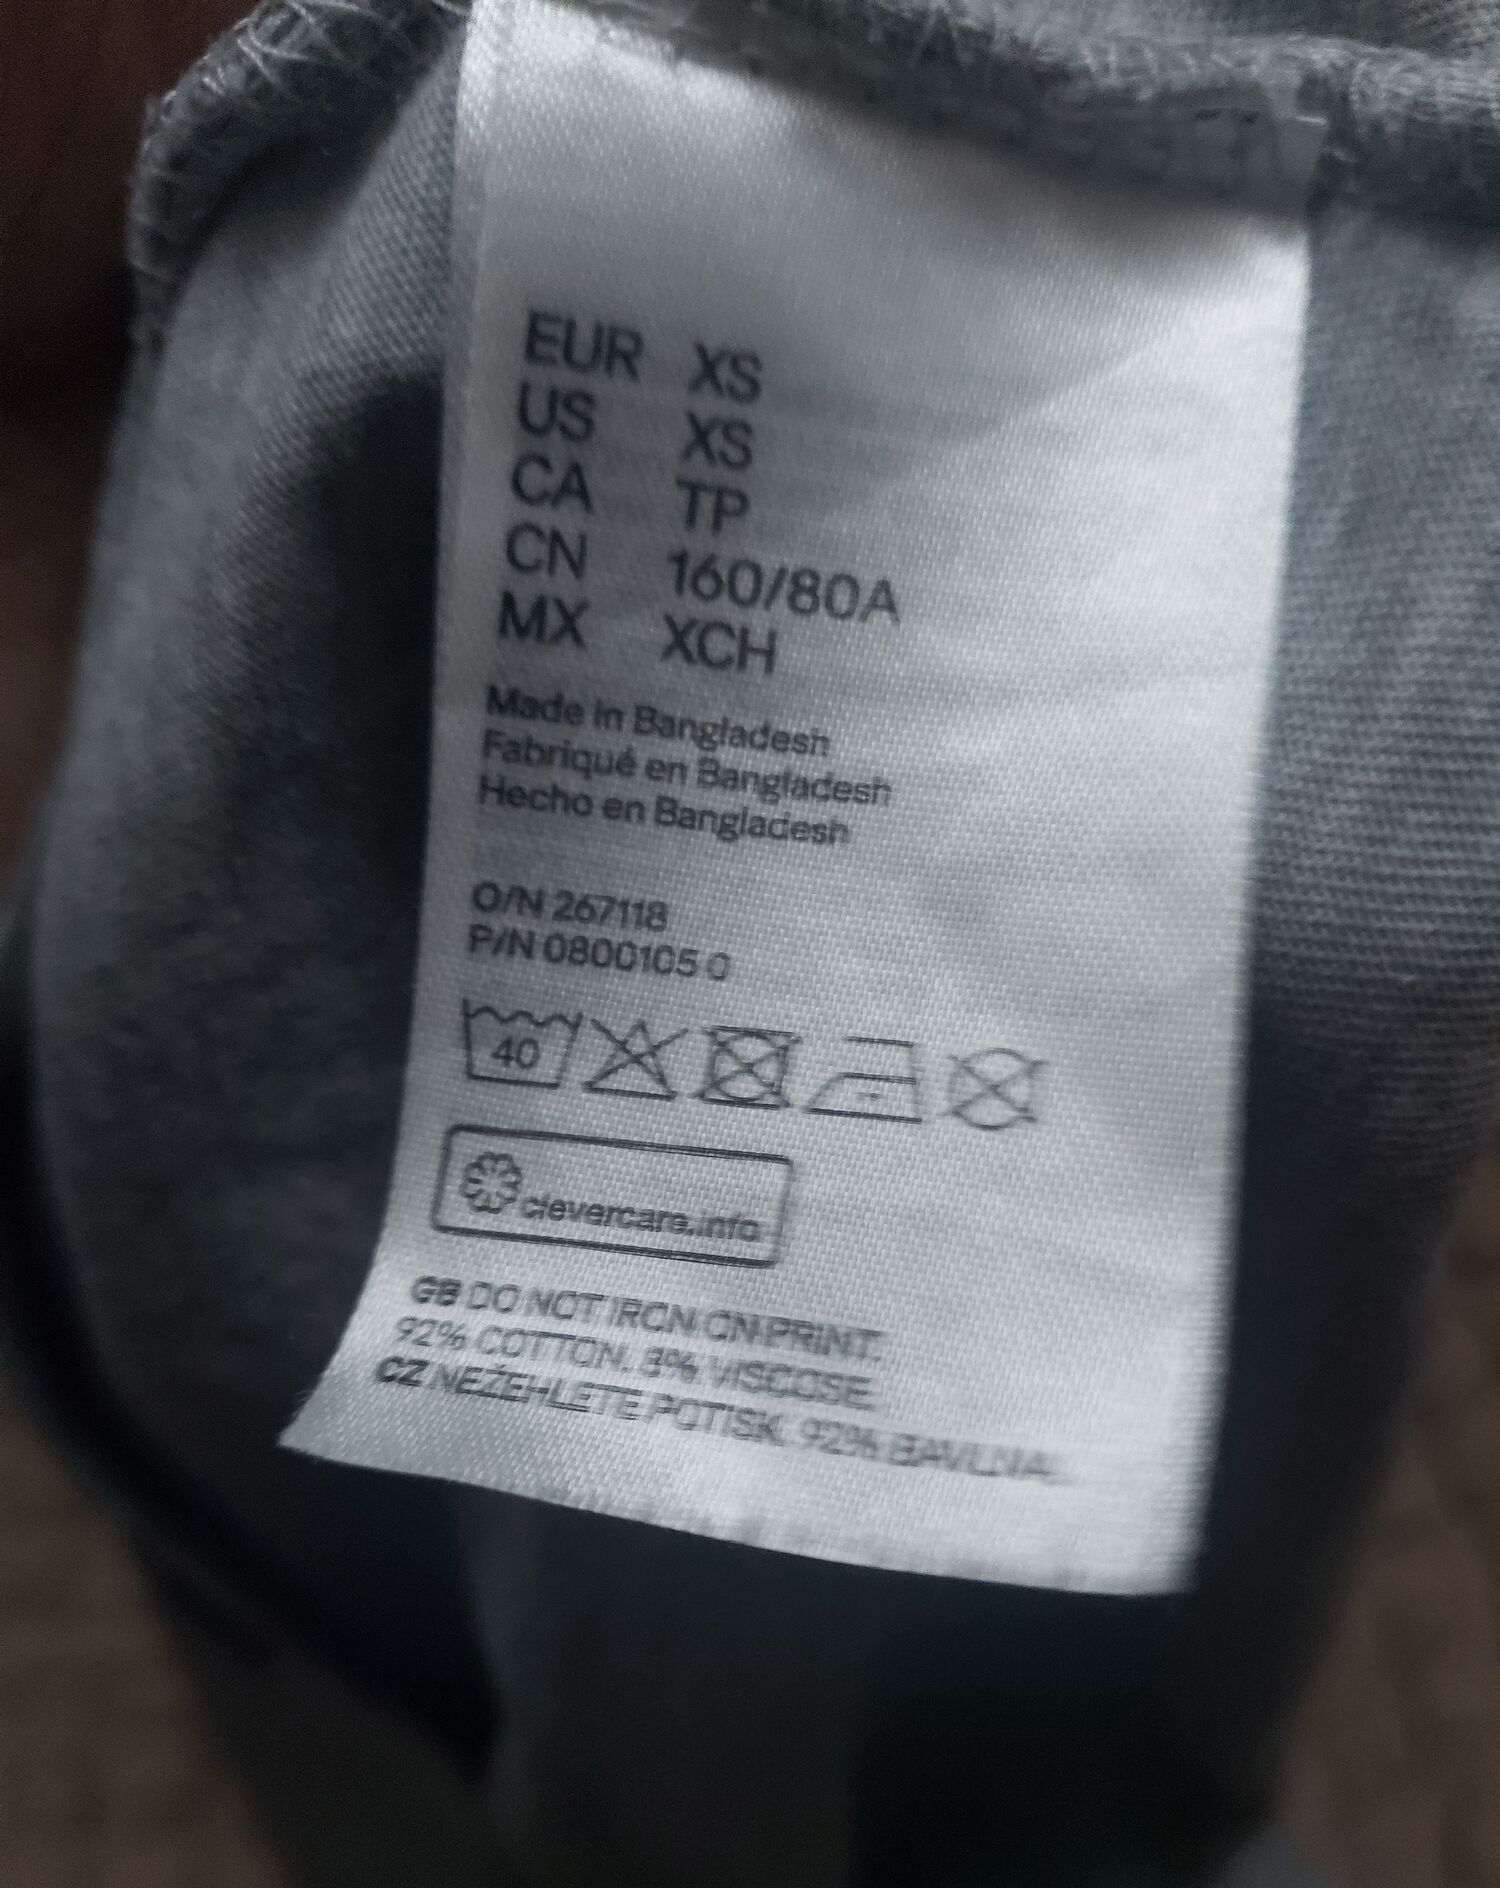 EUR XS
US XS
CA TP
CN 160/80A
MX XCH
Made in Bangladesh
Fabriqué en Bangladesh
Hecho en Bangladesh
O/N 267118
P/N 0800105 0
40
clevercare.info
GB DO NOT IRON ON PRINT.
92% COTTON, 8% VISCOSE
CZ NEŽEHLETE POTISK. 92% BAVLNA,